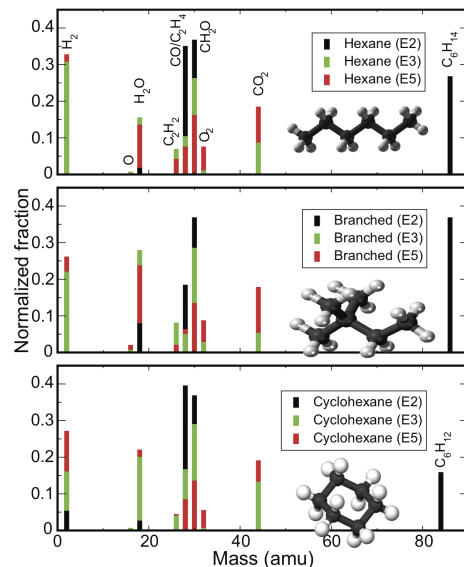 Normalized fraction
0.4
0.3
0.2
0.1
0
H₂
O
H₂O
C₂H₂
CO/C₂H₄
CH₂O
O₂
CO₂
C₆H₁₄
Hexane (E2)
Hexane (E3)
Hexane (E5)
0.4
0.3
0.2
0.1
0
Branched (E2)
Branched (E3)
Branched (E5)
0.4
0.3
0.2
0.1
0
Cyclohexane (E2)
Cyclohexane (E3)
Cyclohexane (E5)
C₆H₁₂
0 20 40 60 80
Mass (amu)